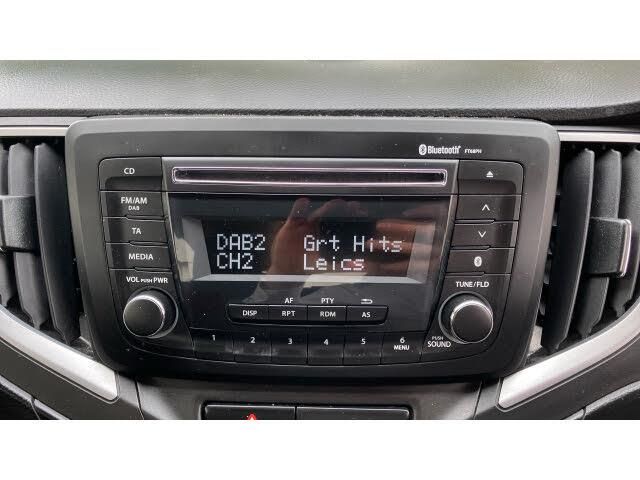 Bluetooth FT68PH
CD
FM/AM
DAB
TA
MEDIA
VOL PUSH PWR
DAB2 Grt Hits
CH2 Leics
TUNE/FLD
AF PTY
DISP RPT RDM AS
1 2 3 4 5 6
MENU
PUSH
SOUND